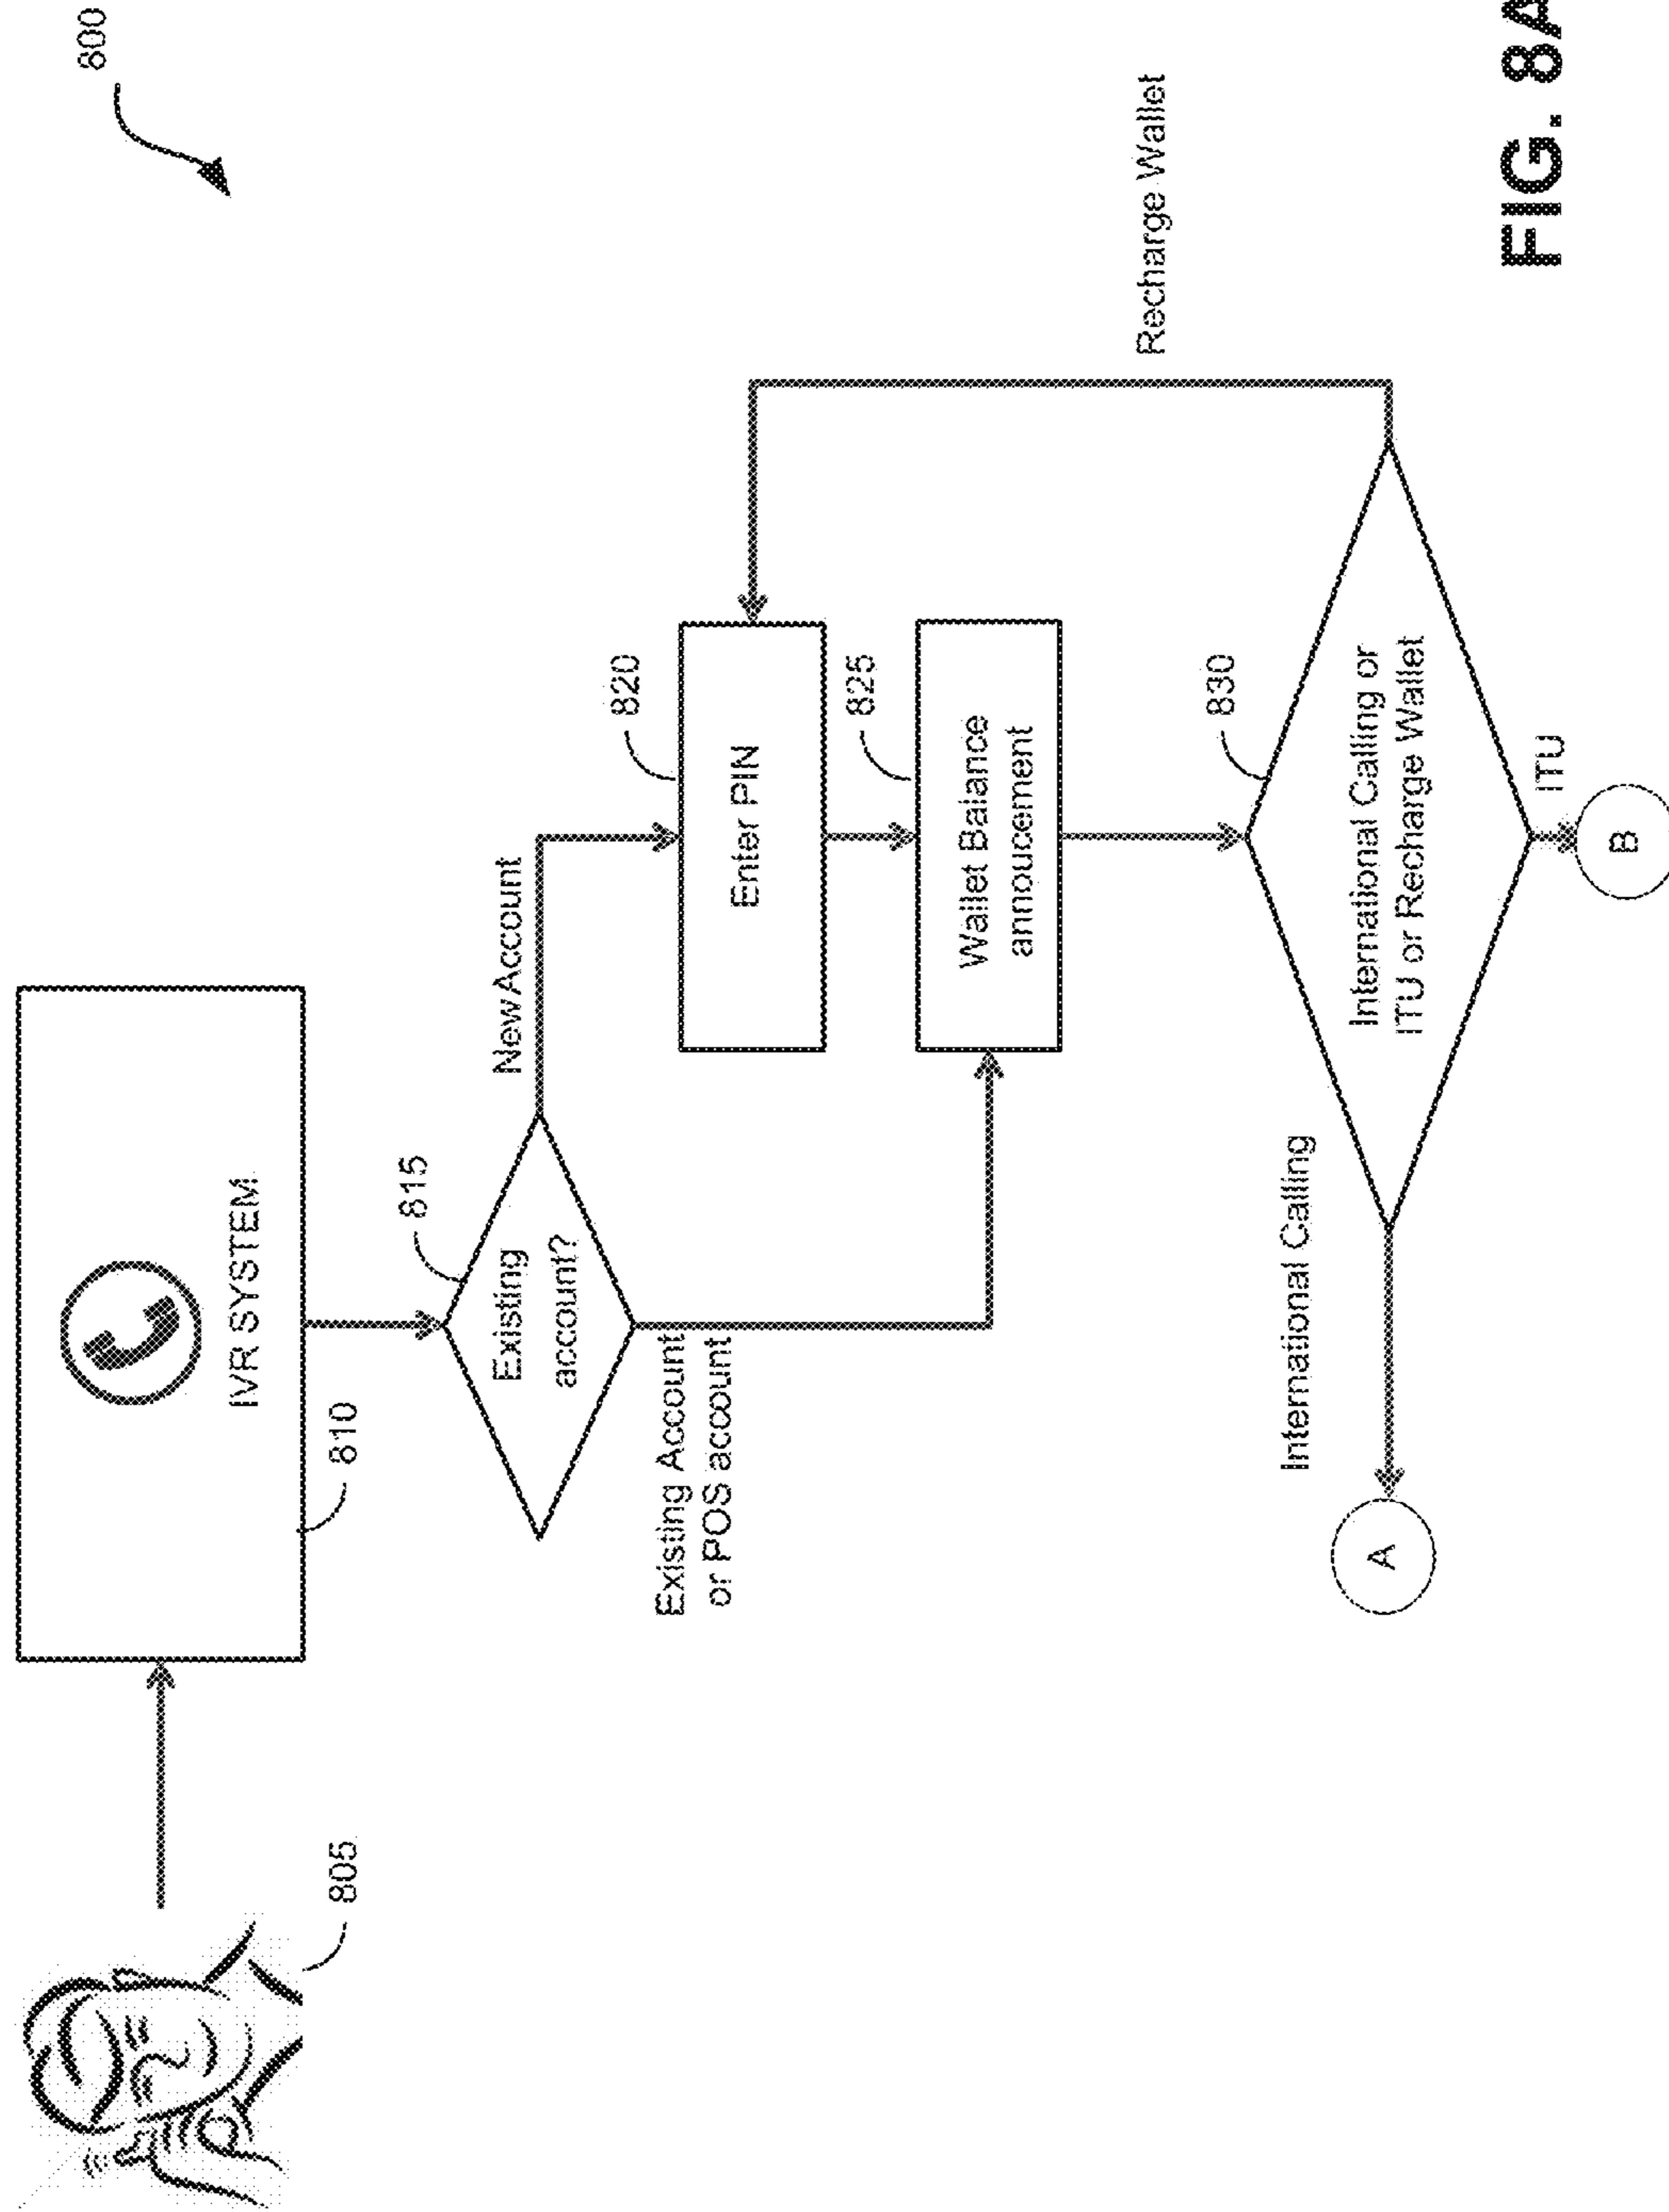 800
IVR SYSTEM
805
810
815
Existing
account?
New Account
Existing Account
or POS account
820
Enter PIN
825
Wallet Balance
annoucement
Recharge Wallet
830
International Calling
International Calling or
ITU or Recharge Wallet
A
ITU
B
FIG. 8A